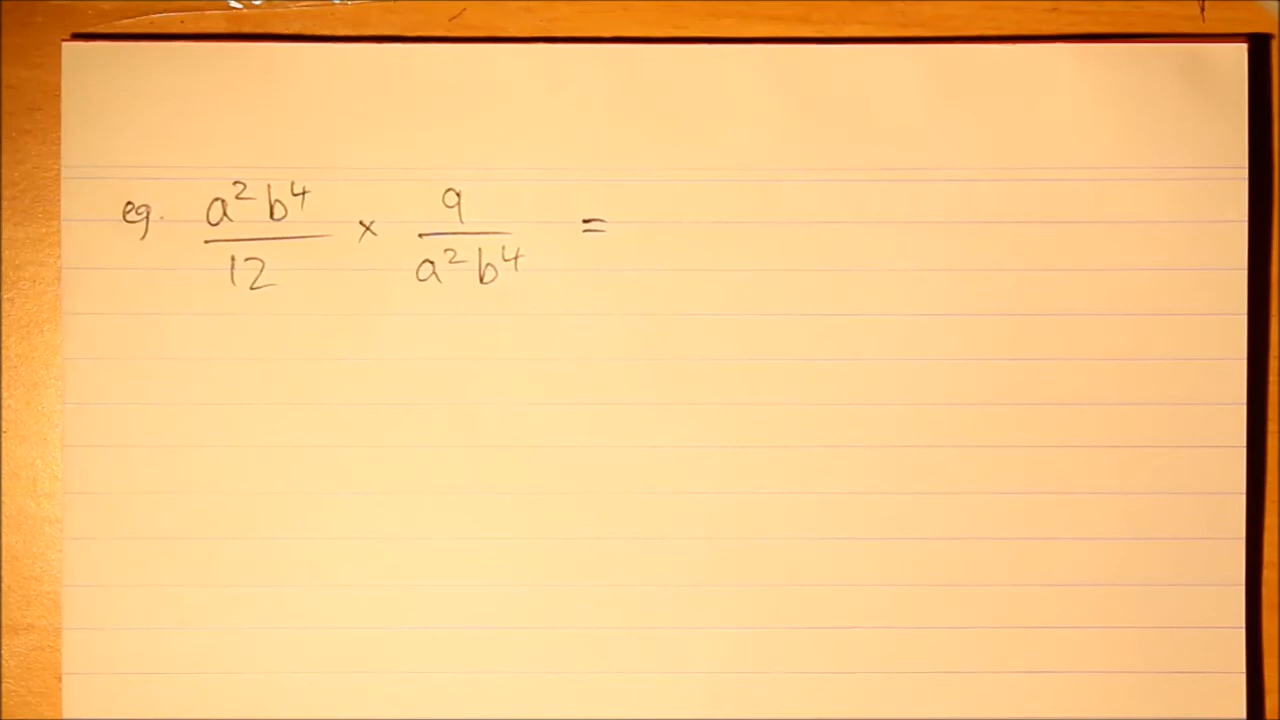 eg. a²b⁴/12 × 9/a²b⁴ =